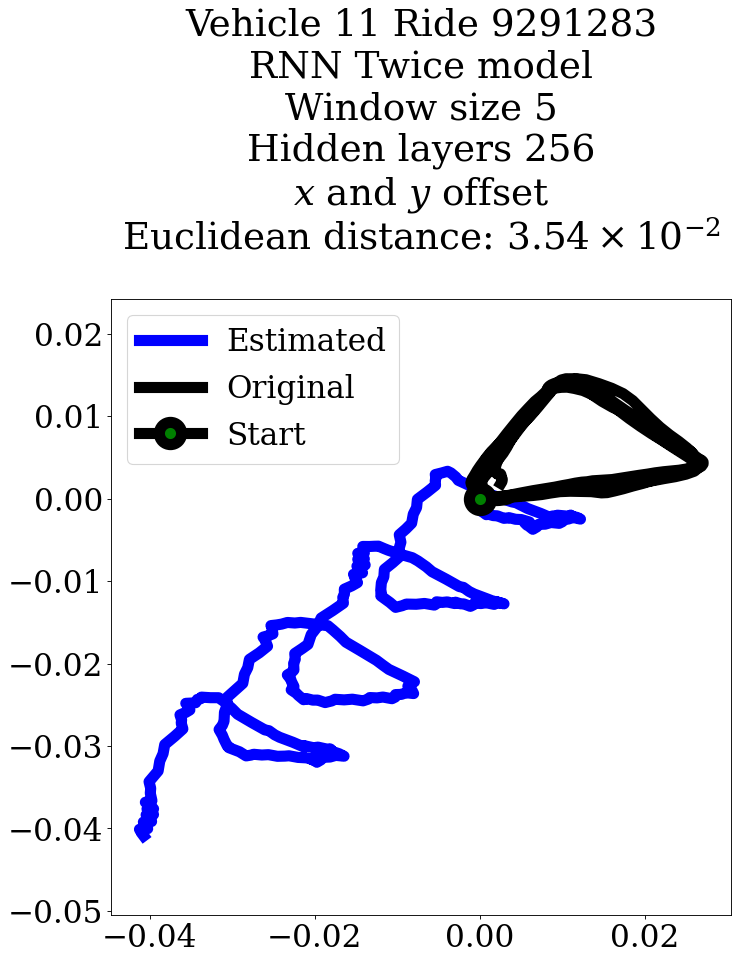 Vehicle 11 Ride 9291283
RNN Twice model
Window size 5
Hidden layers 256
x and y offset
Euclidean distance: 3.54 × 10⁻²
Estimated
Original
Start
0.02
0.01
0.00
−0.01
−0.02
−0.03
−0.04
−0.05
−0.04 −0.02 0.00 0.02